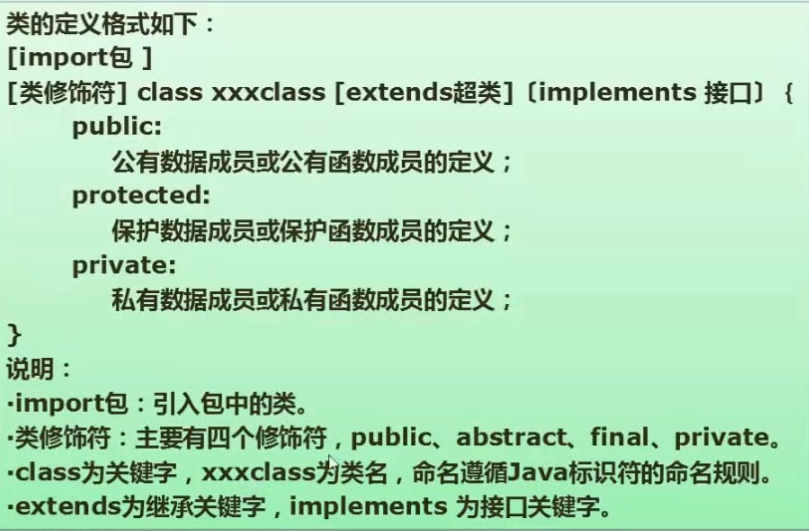 类的定义格式如下：
[import包 ]
[类修饰符] class xxxclass [extends超类]〔implements 接口〕{
public:
公有数据成员或公有函数成员的定义；
protected:
保护数据成员或保护函数成员的定义；
private:
私有数据成员或私有函数成员的定义；
}
说明：
·import包：引入包中的类。
·类修饰符：主要有四个修饰符，public、abstract、final、private。
·class为关键字，xxxclass为类名，命名遵循Java标识符的命名规则。
·extends为继承关键字，implements 为接口关键字。